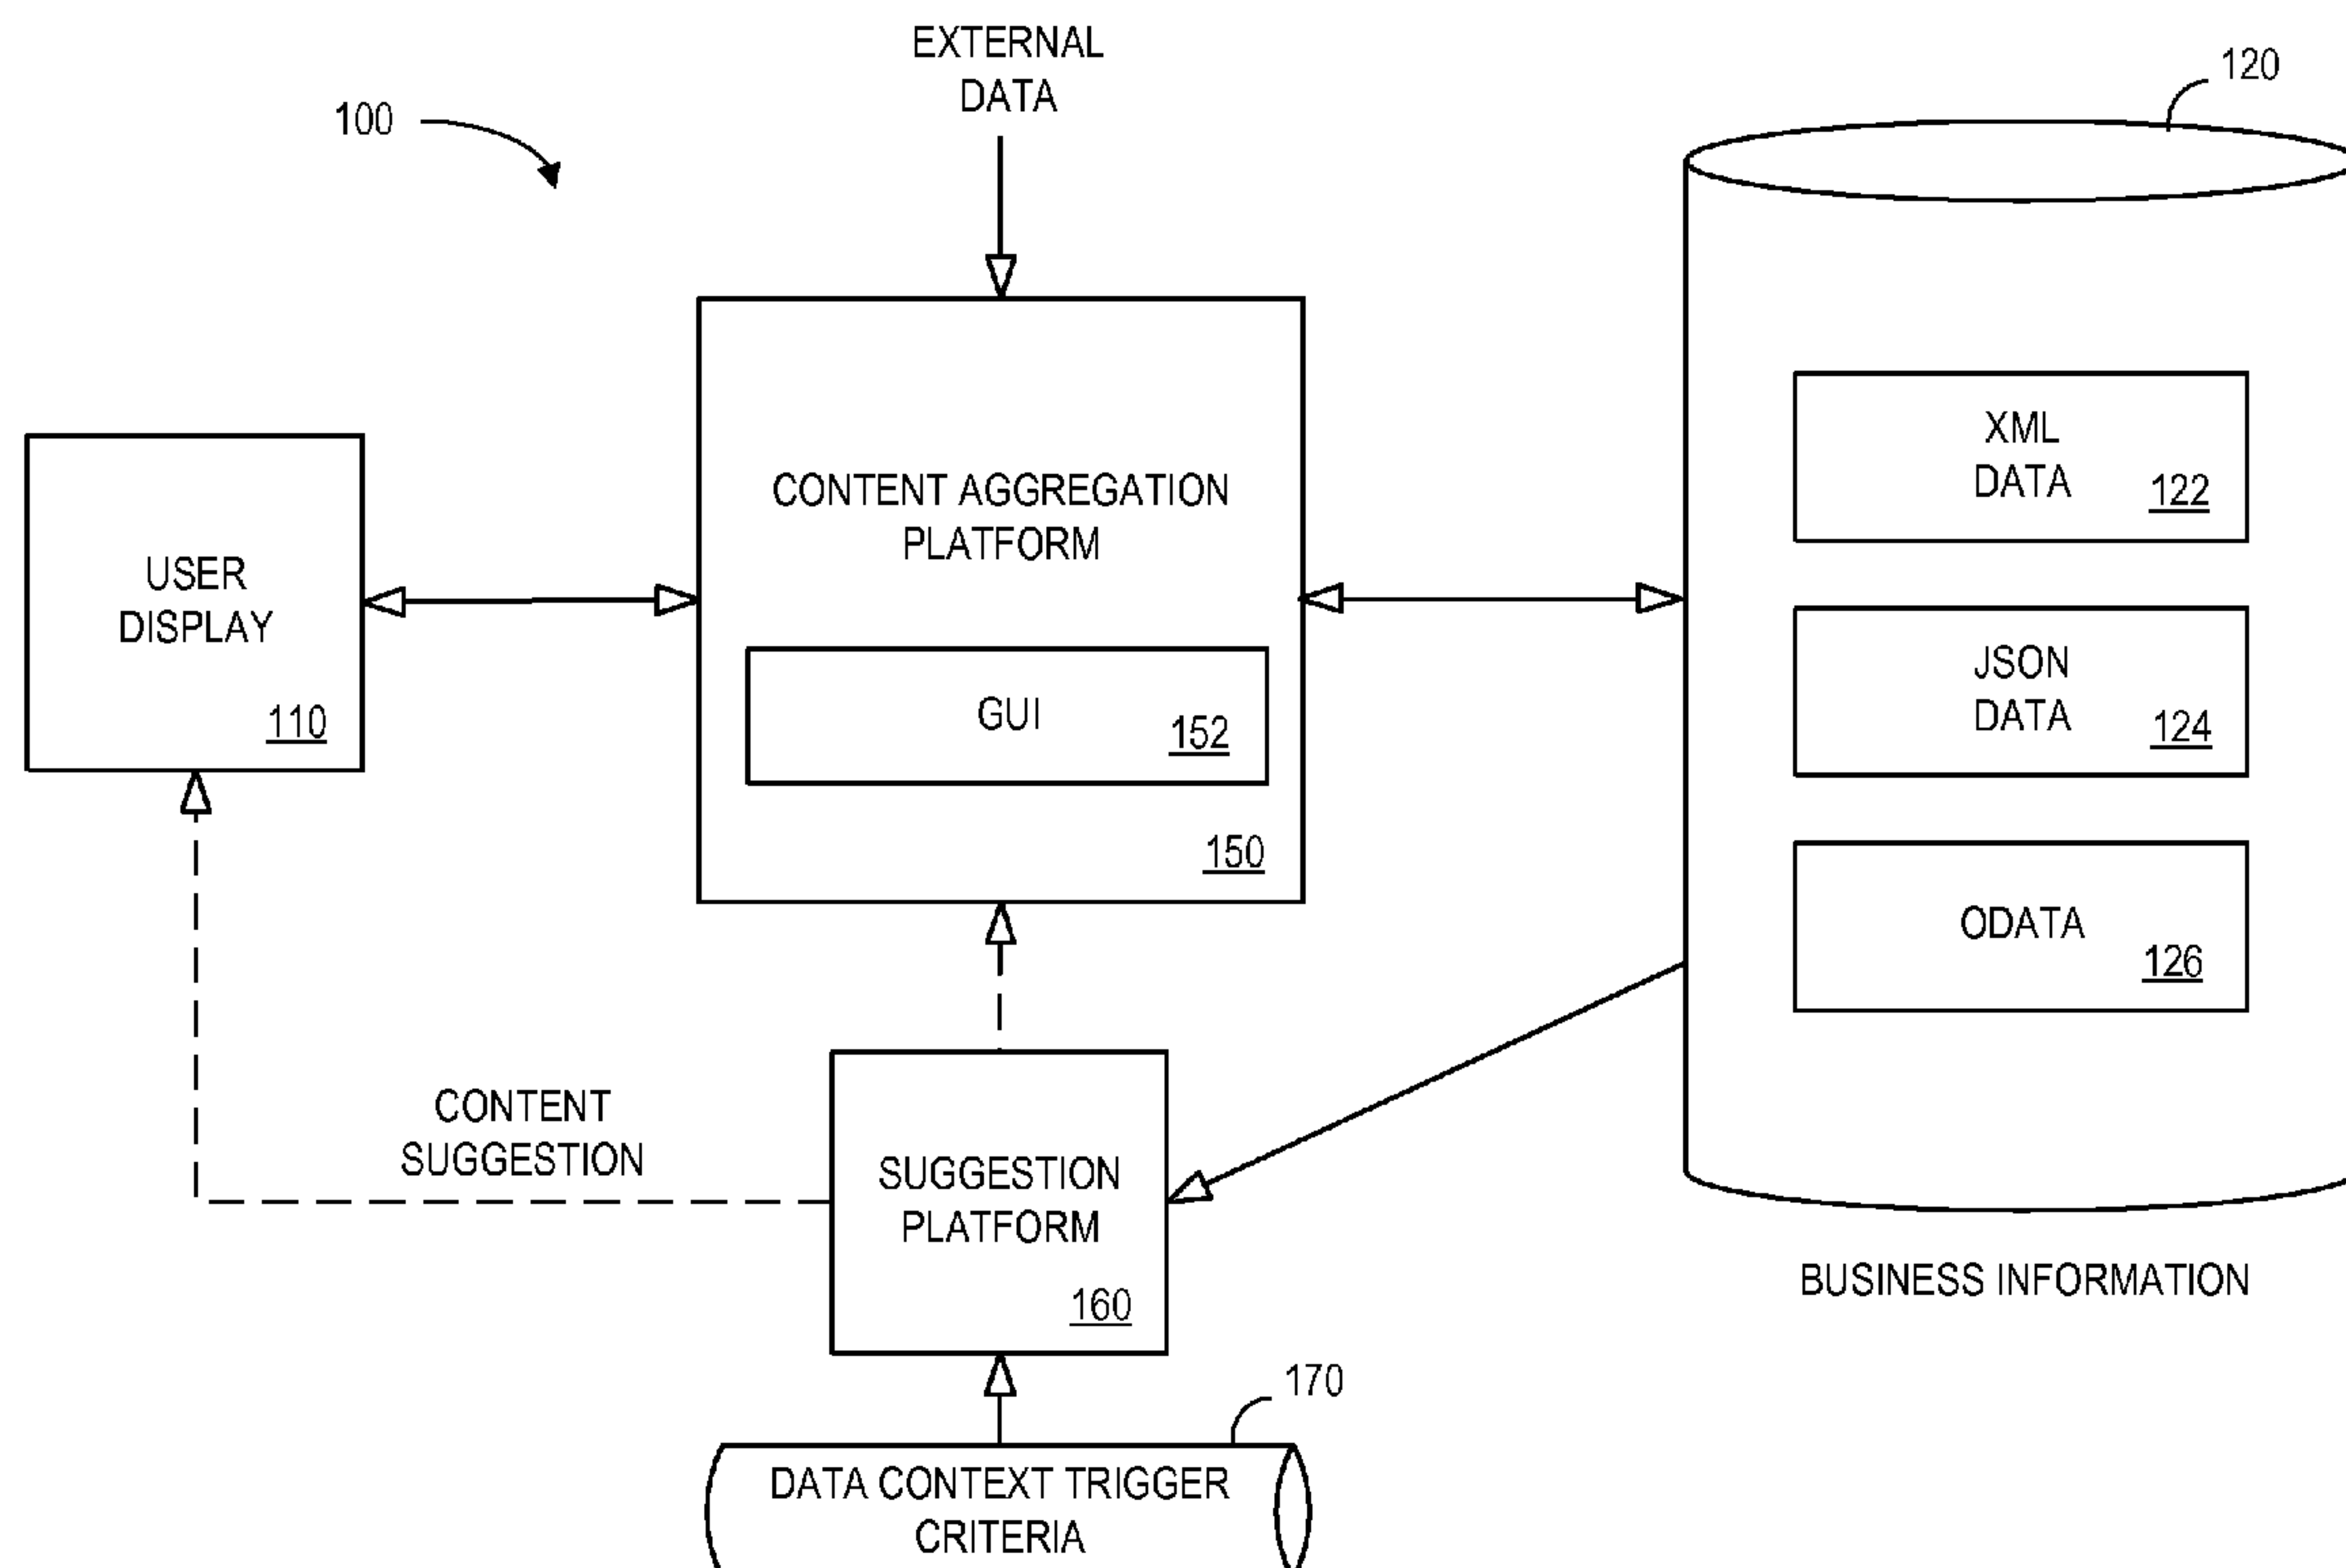 EXTERNAL
DATA
100
120
XML
DATA
122
CONTENT AGGREGATION
PLATFORM
USER
DISPLAY
110
JSON
DATA
124
GUI
152
150
ODATA
126
CONTENT
SUGGESTION
SUGGESTION
PLATFORM
160
BUSINESS INFORMATION
170
DATA CONTEXT TRIGGER
CRITERIA